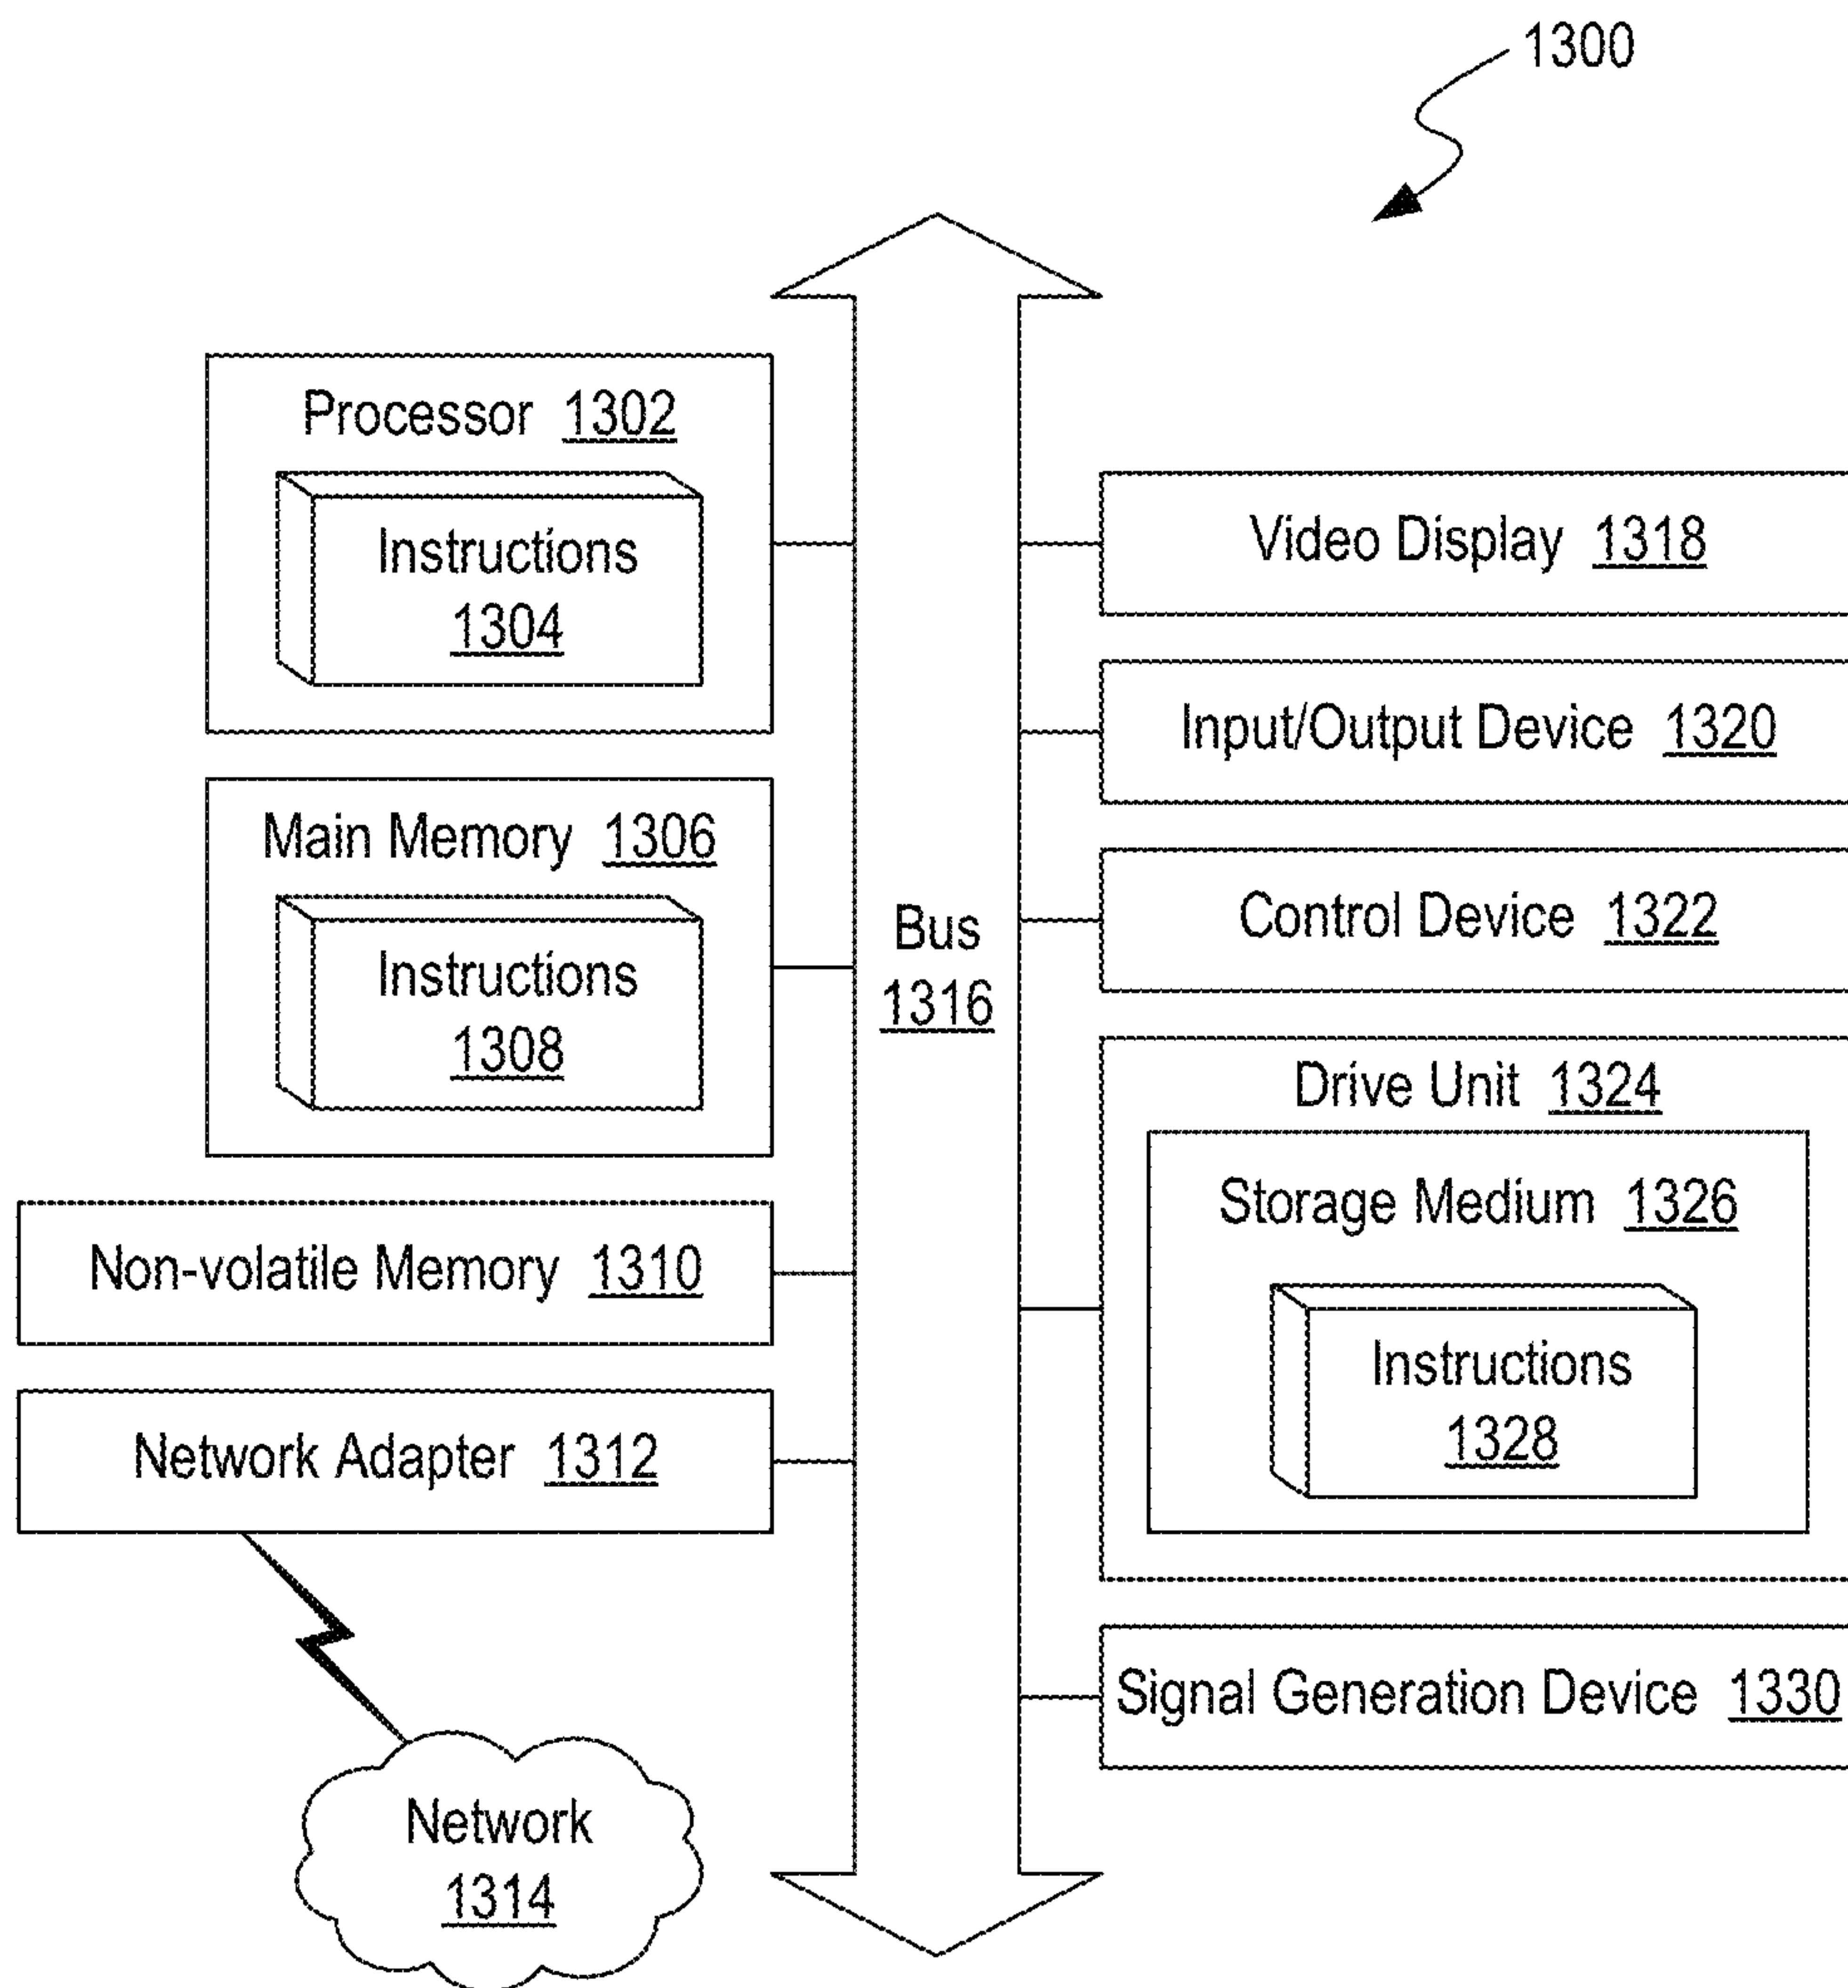 1300
Processor 1302
Instructions
1304
Main Memory 1306
Instructions
1308
Non-volatile Memory 1310
Network Adapter 1312
Network
1314
Bus
1316
Video Display 1318
Input/Output Device 1320
Control Device 1322
Drive Unit 1324
Storage Medium 1326
Instructions
1328
Signal Generation Device 1330